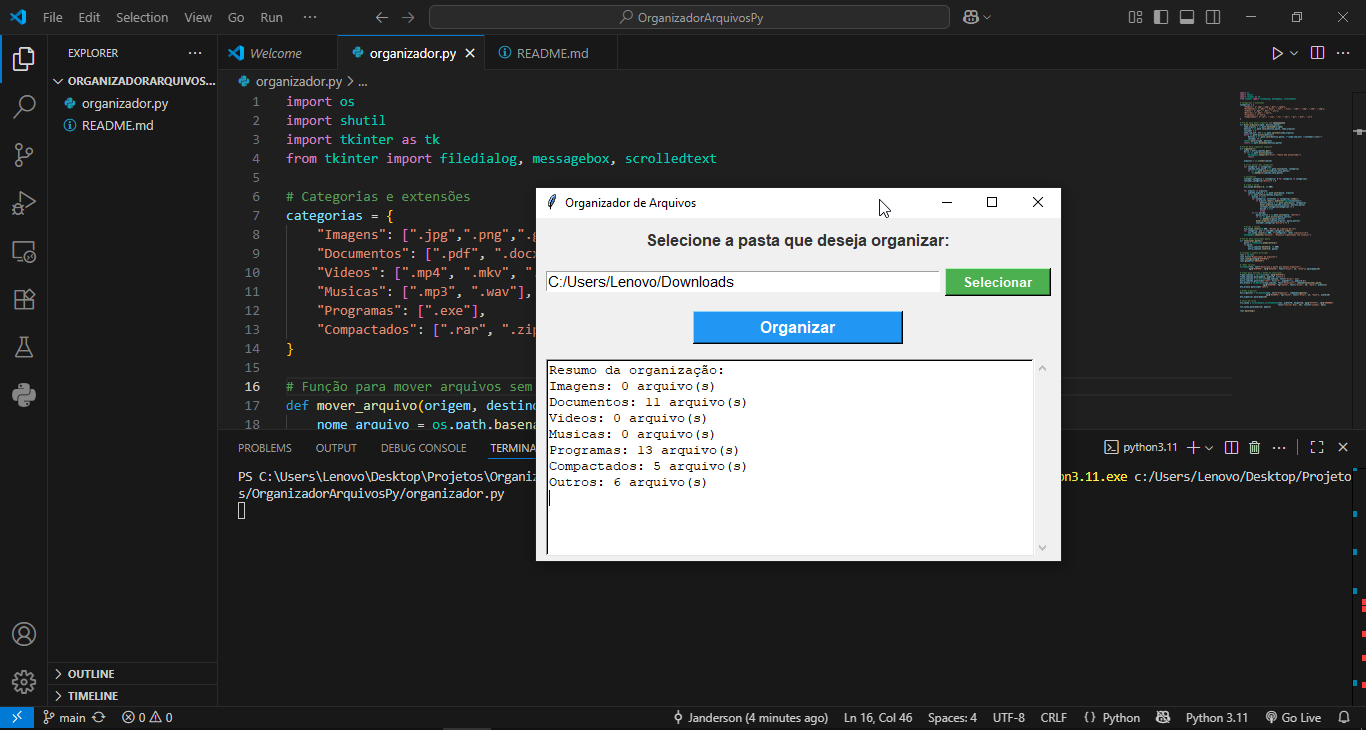 File Edit Selection View Go Run ···
OrganizadorArquivosPy
EXPLORER
ORGANIZADORARQUIVOS...
organizador.py
README.md
OUTLINE
TIMELINE
Welcome
organizador.py
README.md
organizador.py > ...
1 import os
2 import shutil
3 import tkinter as tk
4 from tkinter import filedialog, messagebox, scrolledtext
5
6 # Categorias e extensões
7 categorias = {
8 "Imagens": [".jpg",".png",".g
9 "Documentos": [".pdf", ".docx
10 "Videos": [".mp4", ".mkv", "
11 "Musicas": [".mp3", ".wav"],
12 "Programas": [".exe"],
13 "Compactados": [".rar", ".zip
14 }
15
16 # Função para mover arquivos sem
17 def mover_arquivo(origem, destino
18 nome_arquivo = os.path.basena
Organizador de Arquivos
Selecione a pasta que deseja organizar:
C:/Users/Lenovo/Downloads
Selecionar
Organizar
Resumo da organização:
Imagens: 0 arquivo(s)
Documentos: 11 arquivo(s)
Videos: 0 arquivo(s)
Musicas: 0 arquivo(s)
Programas: 13 arquivo(s)
Compactados: 5 arquivo(s)
Outros: 6 arquivo(s)
PROBLEMS OUTPUT DEBUG CONSOLE TERMINA
python3.11
PS C:\Users\Lenovo\Desktop\Projetos\Organiz
on3.11.exe c:/Users/Lenovo/Desktop/Projeto
s/OrganizadorArquivosPy/organizador.py
main 0 0 Janderson (4 minutes ago) Ln 16, Col 46 Spaces: 4 UTF-8 CRLF {} Python Python 3.11 Go Live